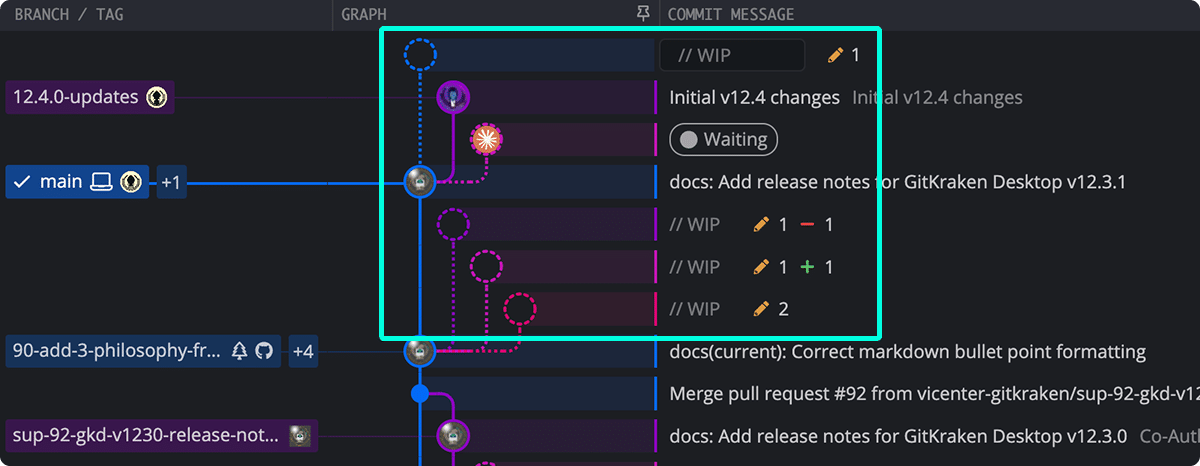 BRANCH / TAG GRAPH COMMIT MESSAGE
// WIP 1
12.4.0-updates Initial v12.4 changes Initial v12.4 changes
Waiting
main +1 docs: Add release notes for GitKraken Desktop v12.3.1
// WIP 1 − 1
// WIP 1 + 1
// WIP 2
90-add-3-philosophy-fr... +4 docs(current): Correct markdown bullet point formatting
Merge pull request #92 from vicenter-gitkraken/sup-92-gkd-v12
sup-92-gkd-v1230-release-not... docs: Add release notes for GitKraken Desktop v12.3.0 Co-Aut